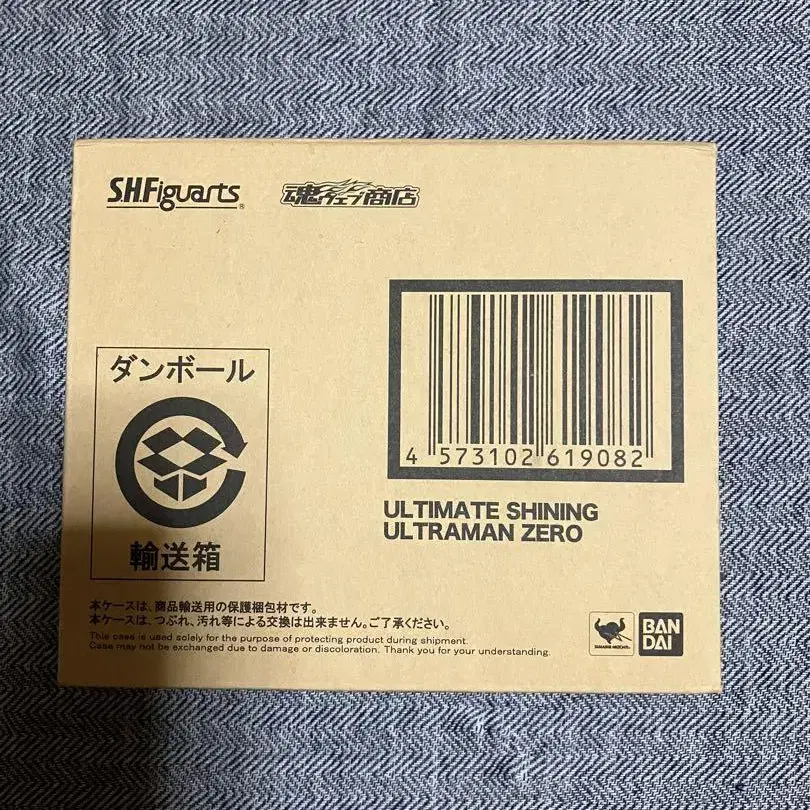 S.H.Figuarts®
魂ウェブ商店
ダンボール
輸送箱
4 573102 619082
ULTIMATE SHINING
ULTRAMAN ZERO
本ケースは、商品輸送用の保護梱包材です。
本ケースは、つぶれ、汚れ等による交換は出来ません。ご了承ください。
This case is used solely for the purpose of protecting product during shipment.
Case may not be exchanged due to damage or discoloration. Thank you for your understanding.
TAMASHII NATIONS
BAN
DAI